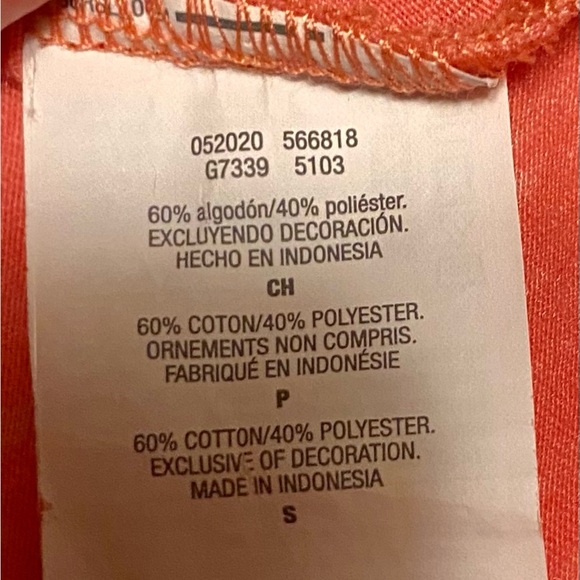 052020 566818
G7339 5103
60% algodón/40% poliéster.
EXCLUYENDO DECORACIÓN.
HECHO EN INDONESIA
CH
60% COTON/40% POLYESTER.
ORNEMENTS NON COMPRIS.
FABRIQUÉ EN INDONÉSIE
P
60% COTTON/40% POLYESTER.
EXCLUSIVE OF DECORATION.
MADE IN INDONESIA
S